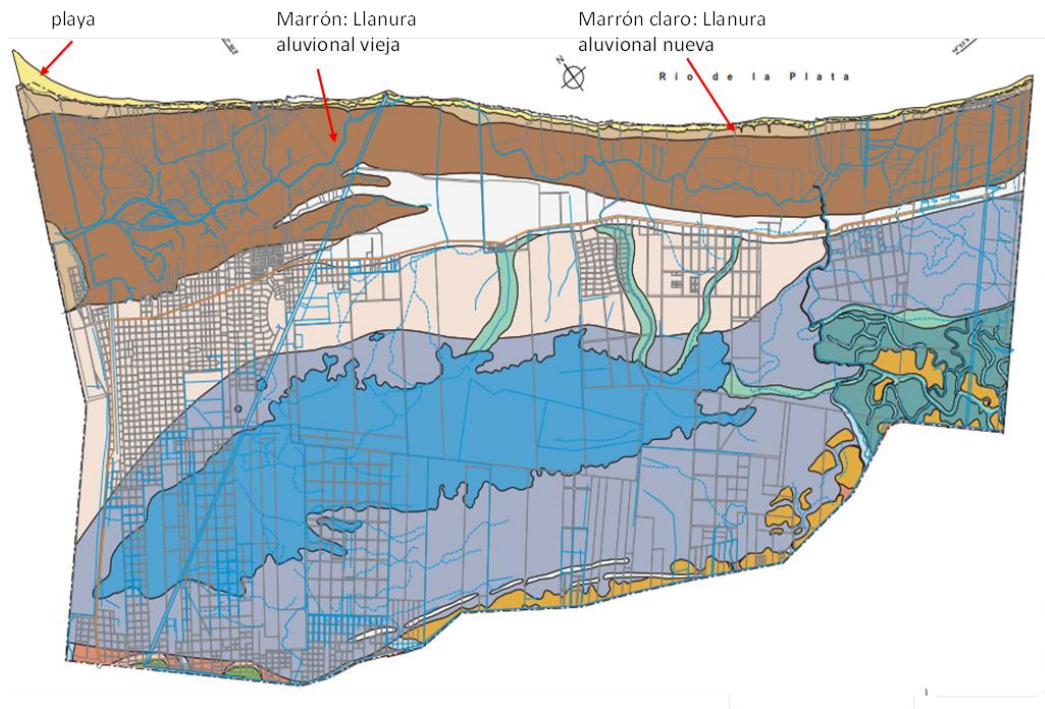 playa
Marrón: Llanura
aluvional vieja
Marrón claro: Llanura
aluvional nueva
N
Río de la Plata